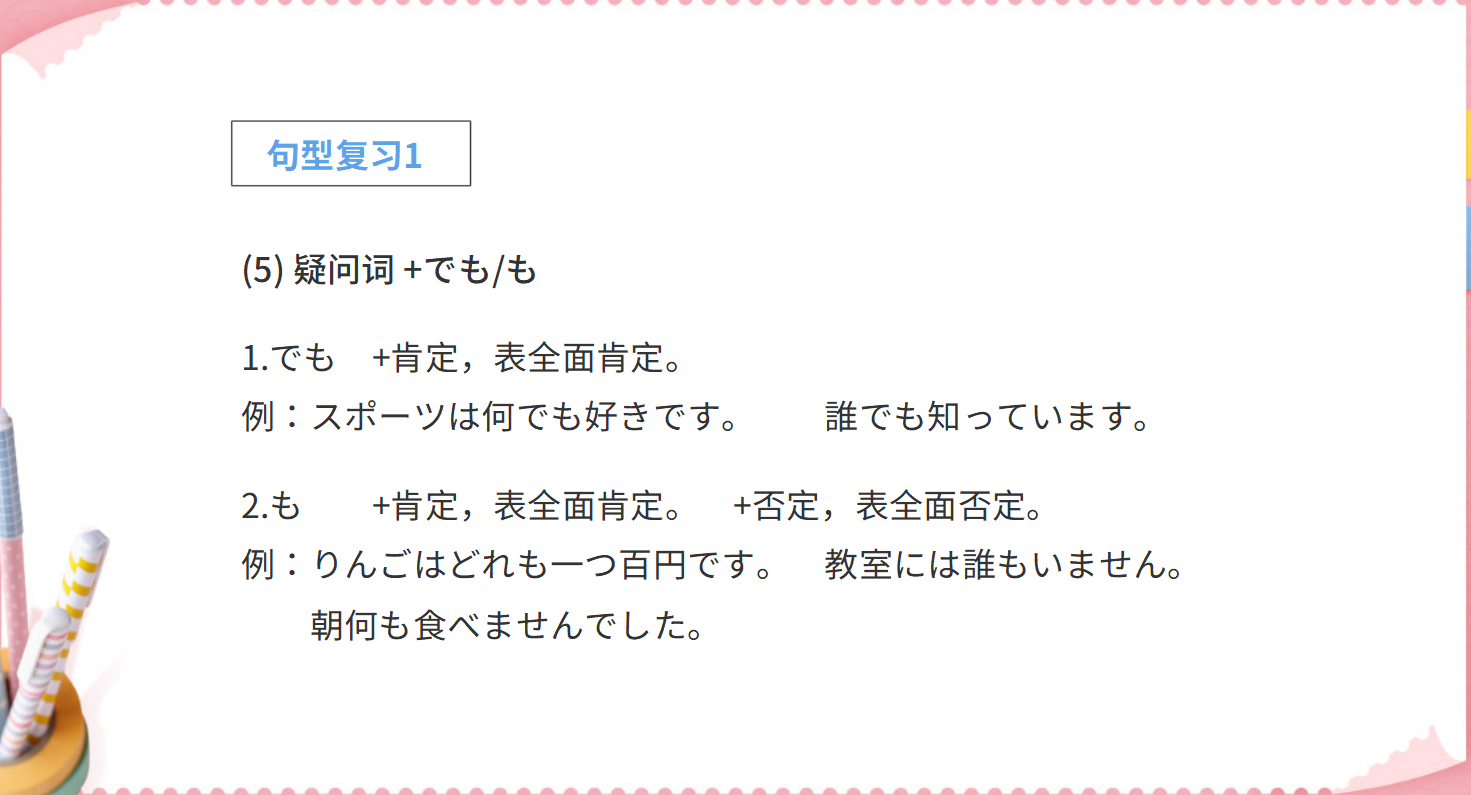 句型复习1
(5) 疑问词 +でも/も
1.でも　+肯定，表全面肯定。
例：スポーツは何でも好きです。　　誰でも知っています。
2.も　　+肯定，表全面肯定。　+否定，表全面否定。
例：りんごはどれも一つ百円です。　教室には誰もいません。
朝何も食べませんでした。